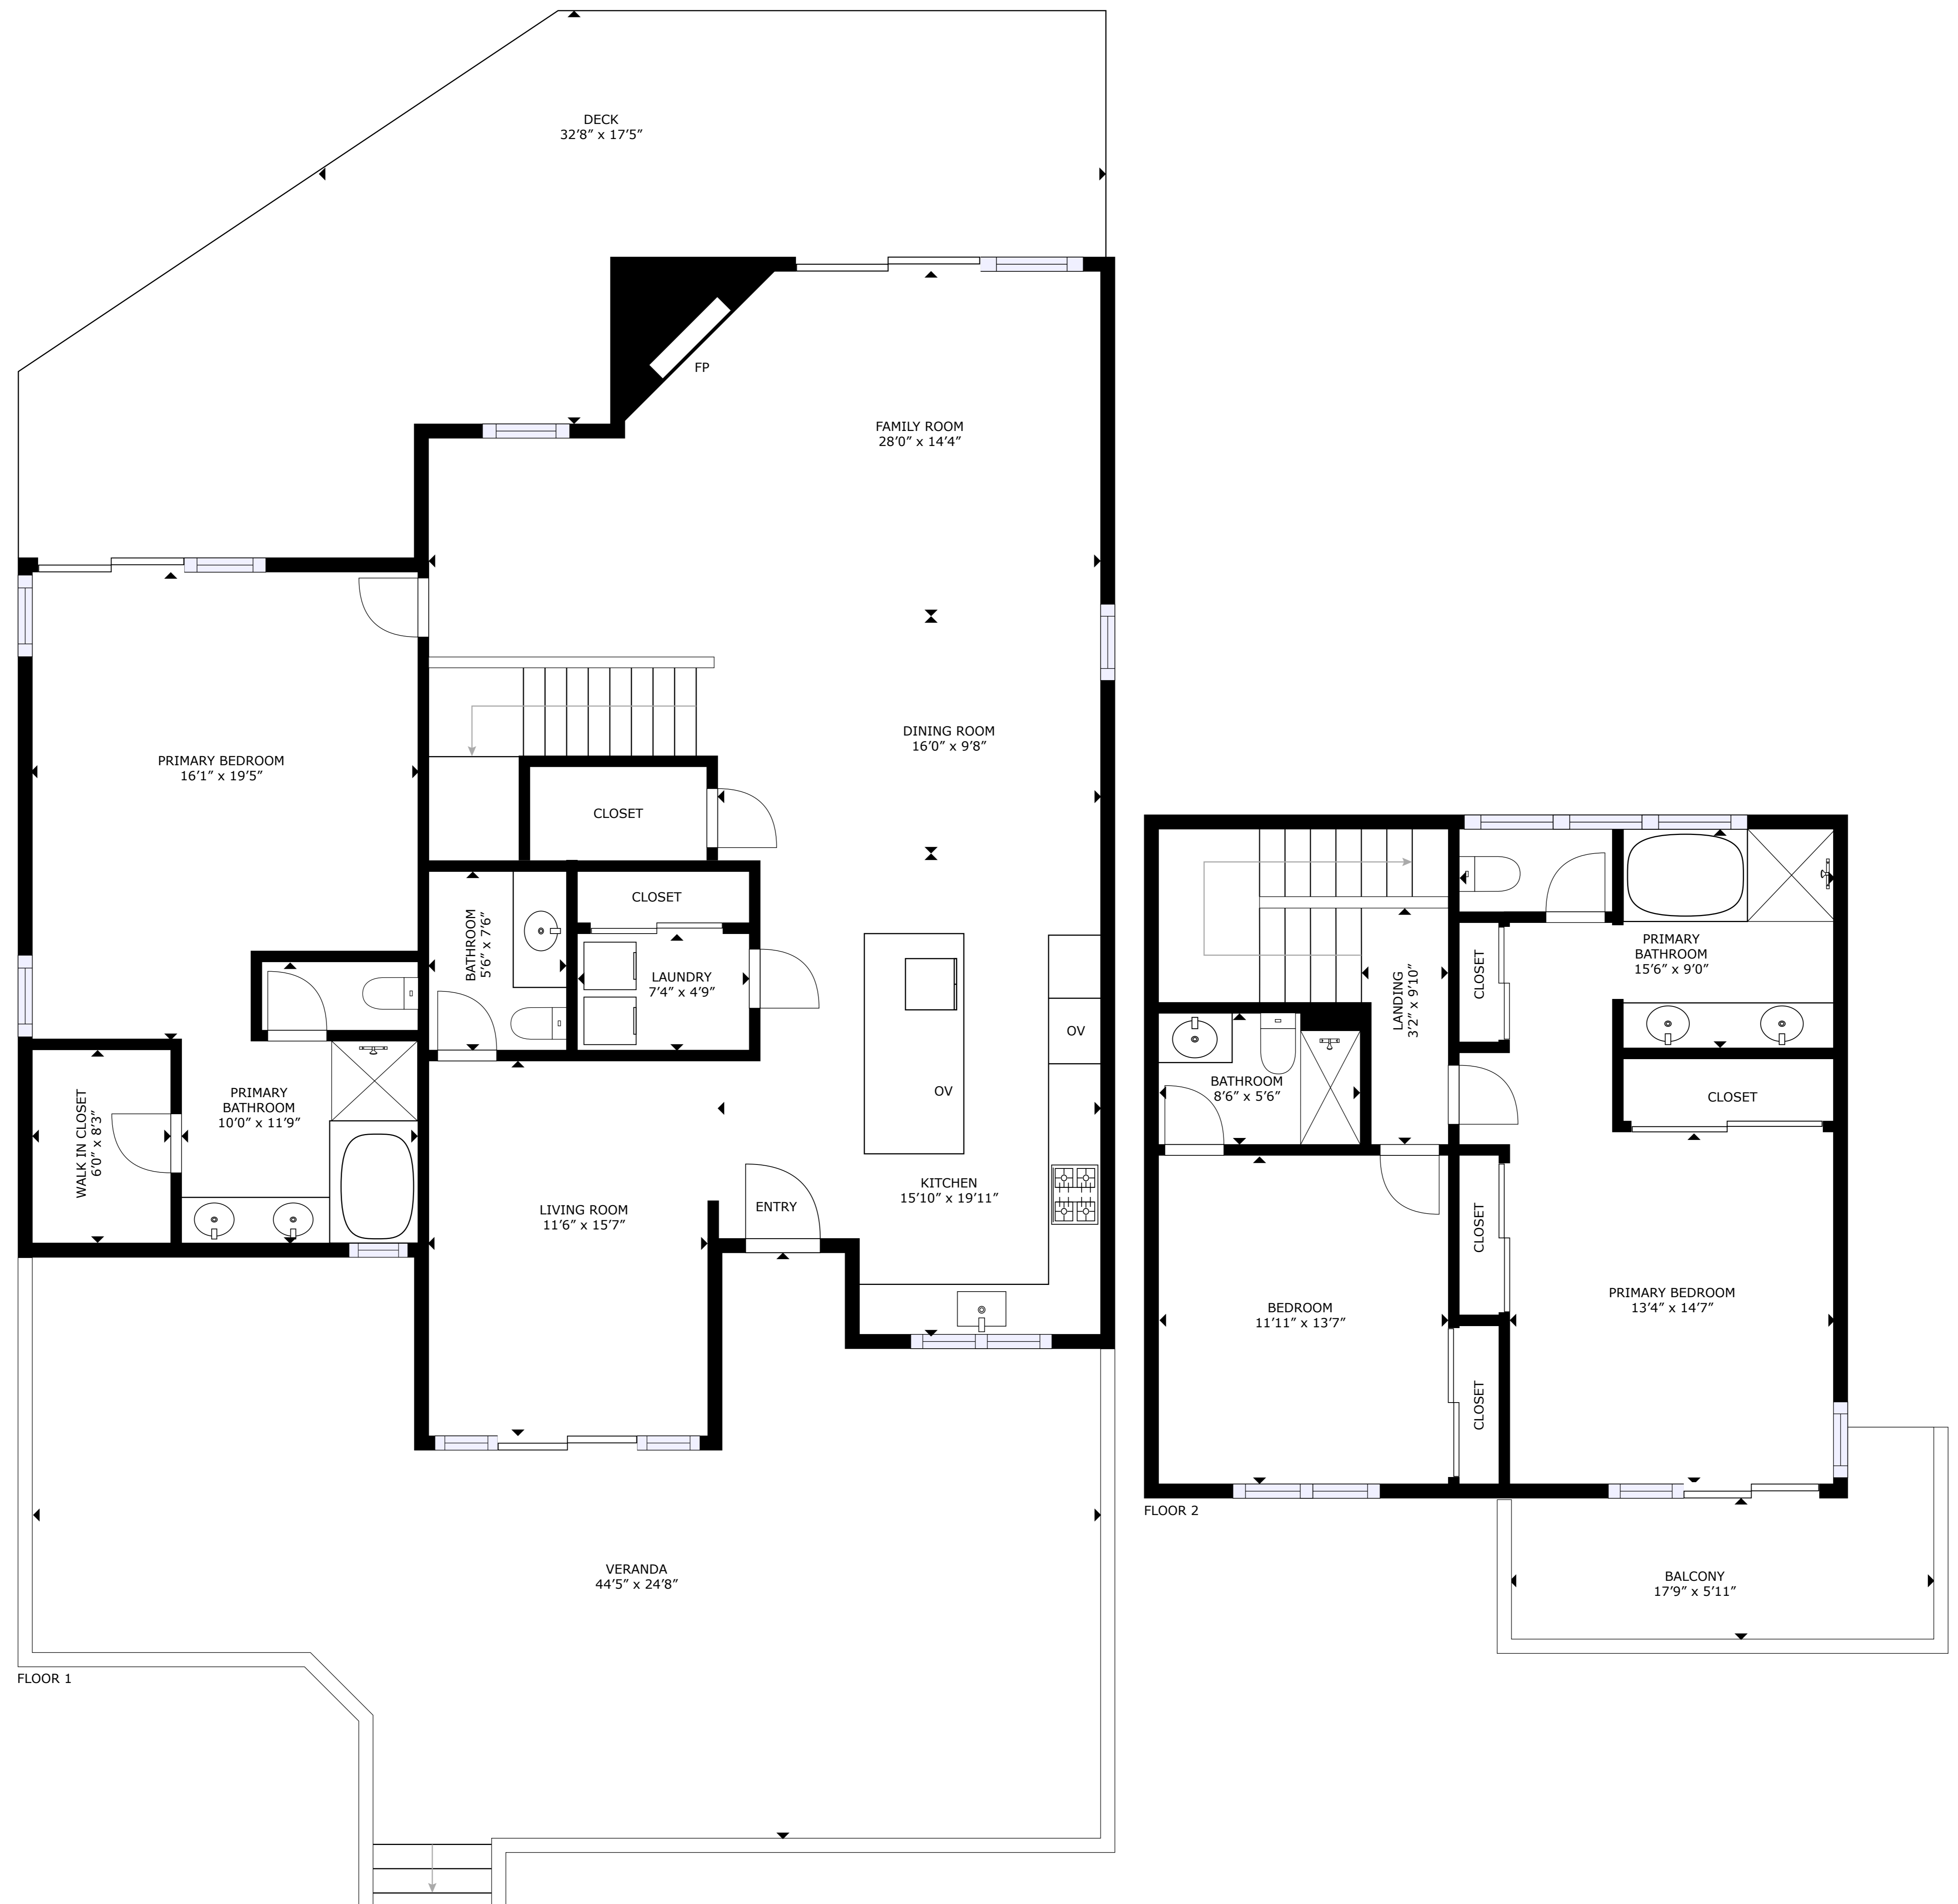 DECK
32'8" x 17'5"
FP
FAMILY ROOM
28'0" x 14'4"
DINING ROOM
16'0" x 9'8"
PRIMARY BEDROOM
16'1" x 19'5"
CLOSET
CLOSET
BATHROOM
5'6" x 7'6"
LAUNDRY
7'4" x 4'9"
OV
OV
PRIMARY
BATHROOM
10'0" x 11'9"
WALK IN CLOSET
6'0" x 8'3"
KITCHEN
15'10" x 19'11"
ENTRY
LIVING ROOM
11'6" x 15'7"
VERANDA
44'5" x 24'8"
FLOOR 1
PRIMARY
BATHROOM
15'6" x 9'0"
CLOSET
LANDING
3'2" x 9'10"
BATHROOM
8'6" x 5'6"
CLOSET
CLOSET
PRIMARY BEDROOM
13'4" x 14'7"
BEDROOM
11'11" x 13'7"
CLOSET
FLOOR 2
BALCONY
17'9" x 5'11"